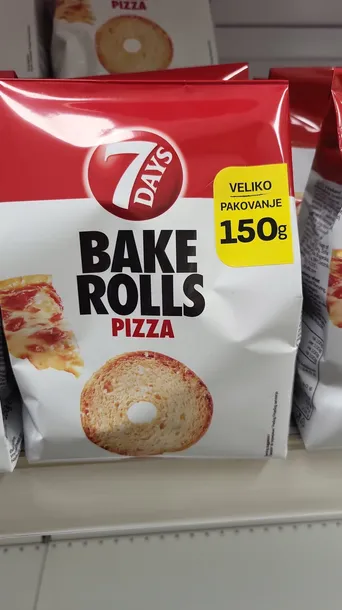 PIZZA
7
DAYS
VELIKO
PAKOVANJE
150g
BAKE
ROLLS
PIZZA